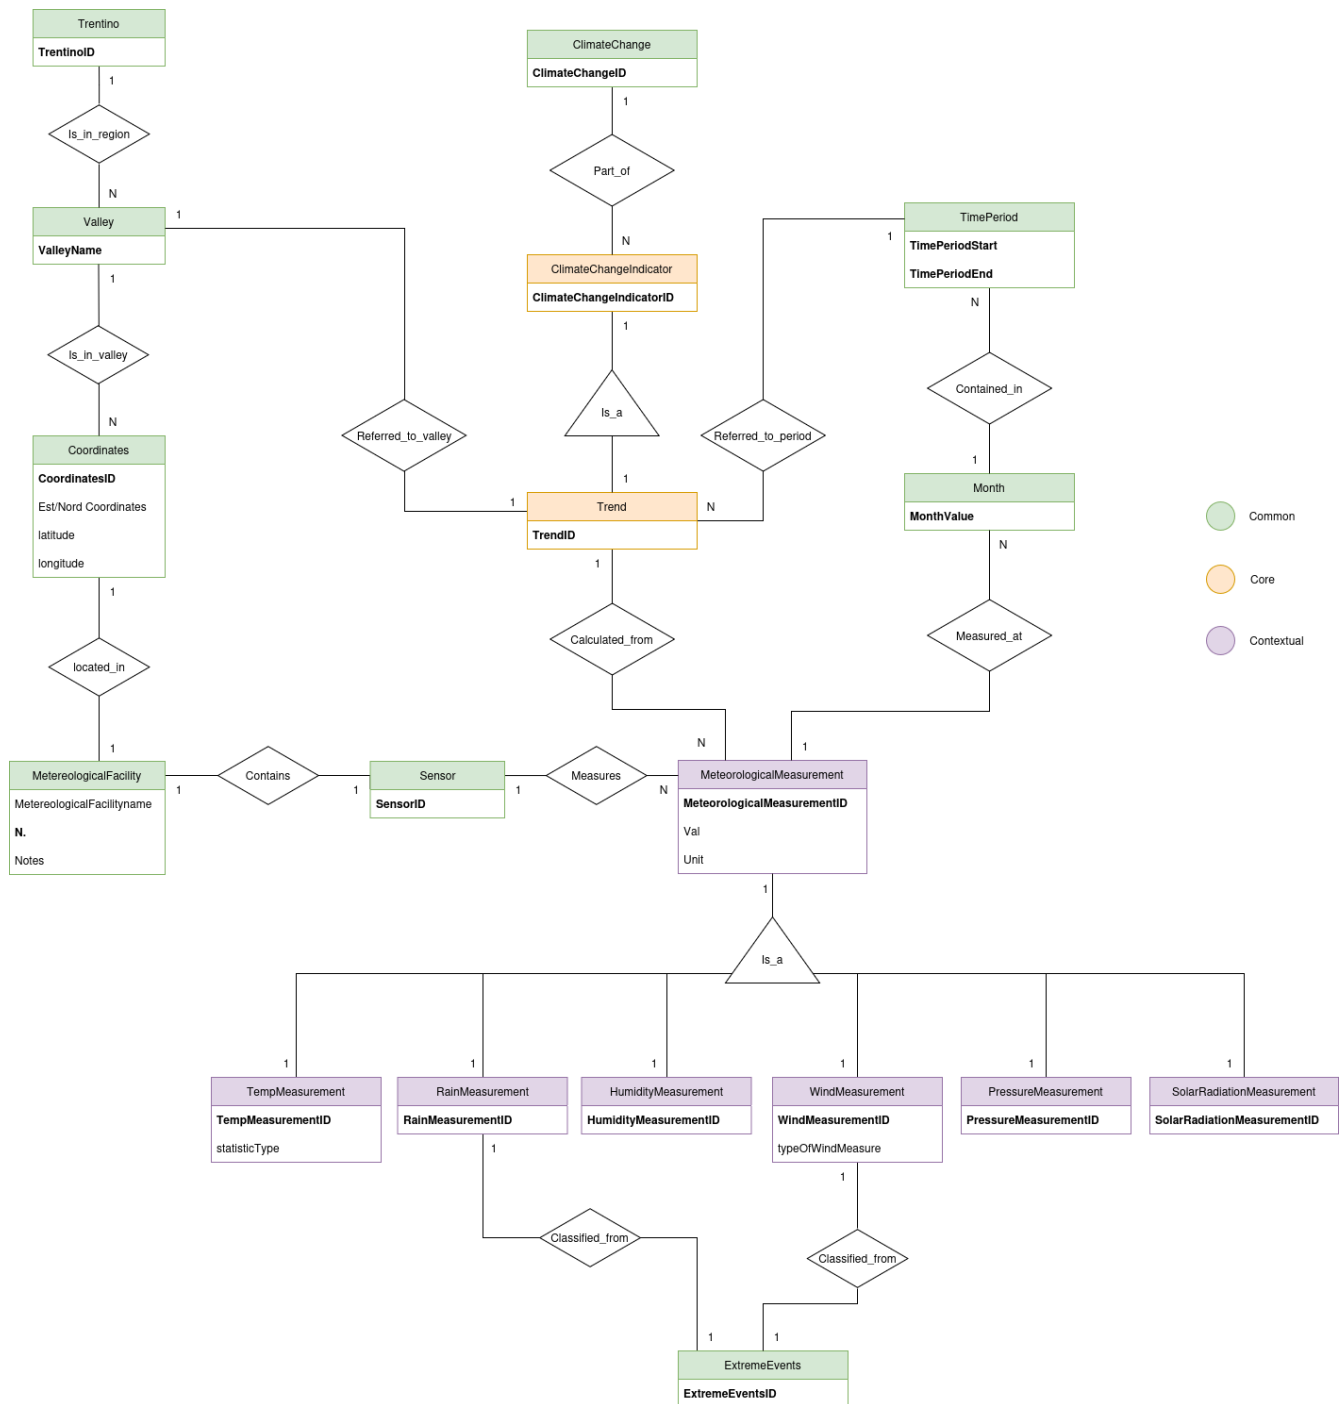 Trentino
TrentinoID
1
Is_in_region
N
Valley
ValleyName
1
1
Is_in_valley
N
Coordinates
CoordinatesID
Est/Nord Coordinates
latitude
longitude
1
located_in
1
MetereologicalFacility
MetereologicalFacilityname
N.
Notes
1
Contains
1
Sensor
SensorID
1
Measures
N
ClimateChange
ClimateChangeID
1
Part_of
N
ClimateChangeIndicator
ClimateChangeIndicatorID
1
Is_a
1
Referred_to_valley
1
Trend
TrendID
N
Referred_to_period
1
TimePeriod
TimePeriodStart
TimePeriodEnd
N
Contained_in
1
Month
MonthValue
N
Measured_at
1
1
Calculated_from
N
MeteorologicalMeasurement
MeteorologicalMeasurementID
Val
Unit
1
Is_a
Common
Core
Contextual
1
TempMeasurement
TempMeasurementID
statisticType
1
RainMeasurement
RainMeasurementID
1
1
HumidityMeasurement
HumidityMeasurementID
1
WindMeasurement
WindMeasurementID
typeOfWindMeasure
1
1
PressureMeasurement
PressureMeasurementID
1
SolarRadiationMeasurement
SolarRadiationMeasurementID
Classified_from
Classified_from
1
1
ExtremeEvents
ExtremeEventsID